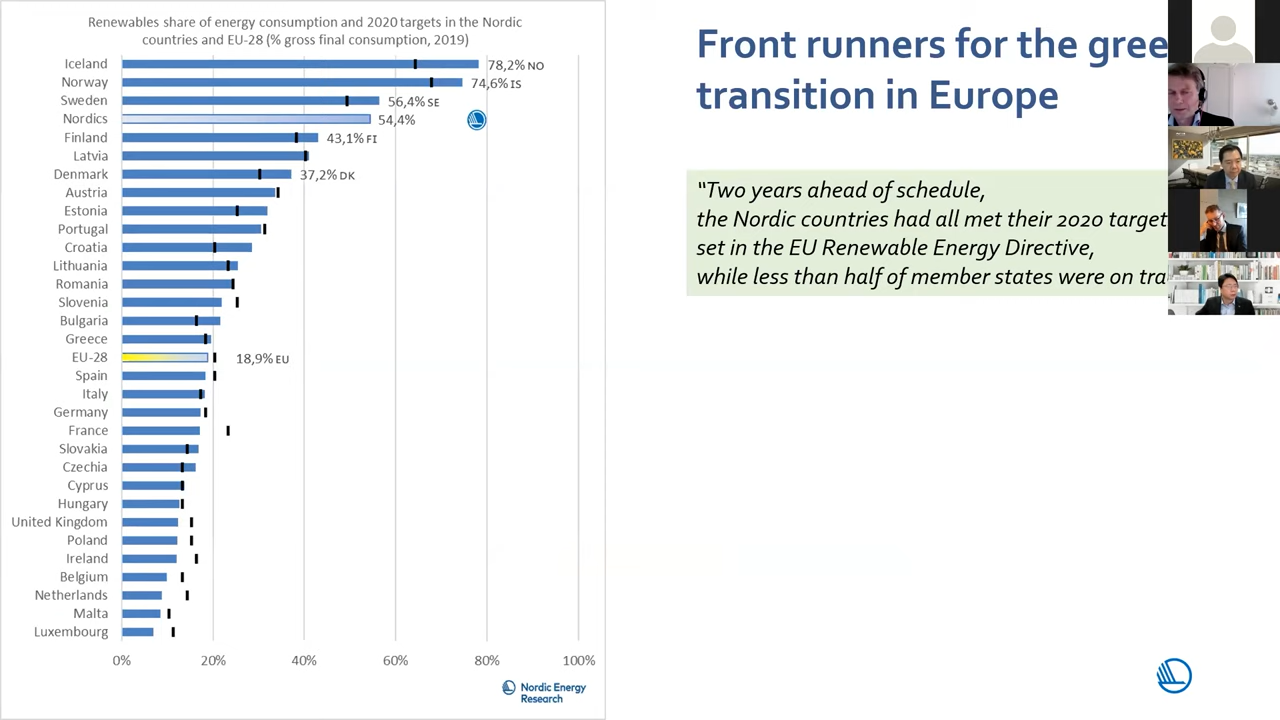 Renewables share of energy consumption and 2020 targets in the Nordic
countries and EU-28 (% gross final consumption, 2019)
Iceland 78,2% NO
Norway 74,6% IS
Sweden 56,4% SE
Nordics 54,4%
Finland 43,1% FI
Latvia
Denmark 37,2% DK
Austria
Estonia
Portugal
Croatia
Lithuania
Romania
Slovenia
Bulgaria
Greece
EU-28 18,9% EU
Spain
Italy
Germany
France
Slovakia
Czechia
Cyprus
Hungary
United Kingdom
Poland
Ireland
Belgium
Netherlands
Malta
Luxembourg
0% 20% 40% 60% 80% 100%
Nordic Energy
Research
Front runners for the gree
transition in Europe
“Two years ahead of schedule,
the Nordic countries had all met their 2020 target
set in the EU Renewable Energy Directive,
while less than half of member states were on tra